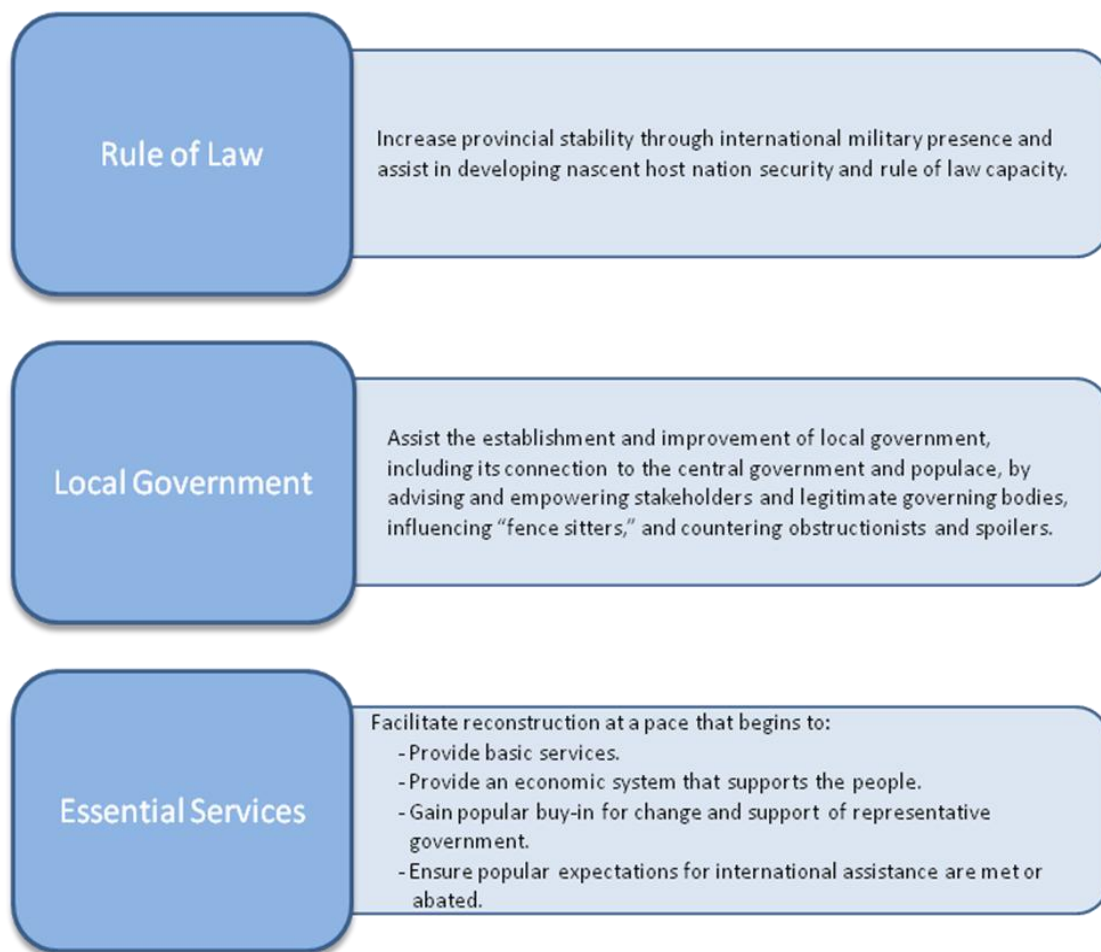 Rule of Law
Increase provincial stability through international military presence and
assist in developing nascent host nation security and rule of law capacity.
Local Government
Assist the establishment and improvement of local government,
including its connection to the central government and populace, by
advising and empowering stakeholders and legitimate governing bodies,
influencing “fence sitters,” and countering obstructionists and spoilers.
Essential Services
Facilitate reconstruction at a pace that begins to:
- Provide basic services.
- Provide an economic system that supports the people.
- Gain popular buy-in for change and support of representative
government.
- Ensure popular expectations for international assistance are met or
abated.